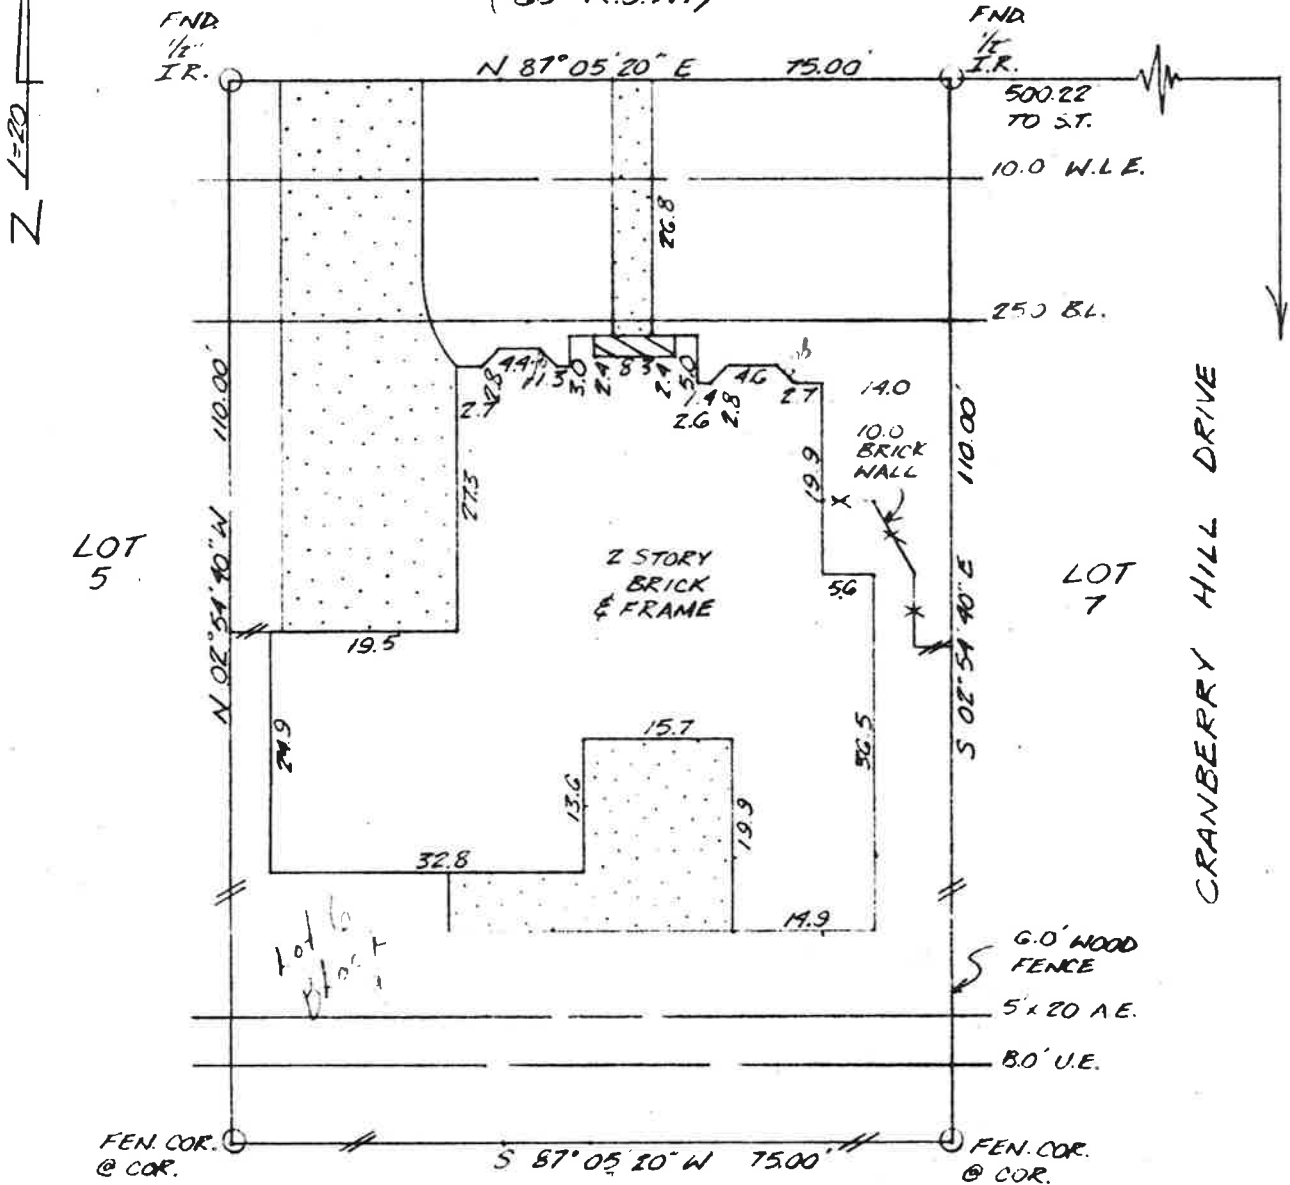 FND.
1/2"
I.R.
N 87° 05' 20" E 75.00'
FND.
1/2
I.R.
500.22
TO ST.
1=20
Z
10.0 W.L.E.
26.8
25.0 B.L.
110.00'
N 02° 54' 40" W
2.7
2.8
4.4
1.3
3.0
2.4
8.3
2.4
5.0
1.4
2.6
2.8
4.6
2.7
14.0
10.0
BRICK
WALL
110.00'
S 02° 54' 40" E
27.3
19.9
LOT
5
2 STORY
BRICK
& FRAME
5.6
LOT
7
CRANBERRY HILL DRIVE
19.5
24.9
15.7
13.6
19.9
36.5
32.8
14.9
Lot 6
Block
6.0' WOOD
FENCE
5' x 20 A.E.
8.0' U.E.
FEN. COR.
@ COR.
S 87° 05' 20" W 75.00'
FEN. COR.
@ COR.